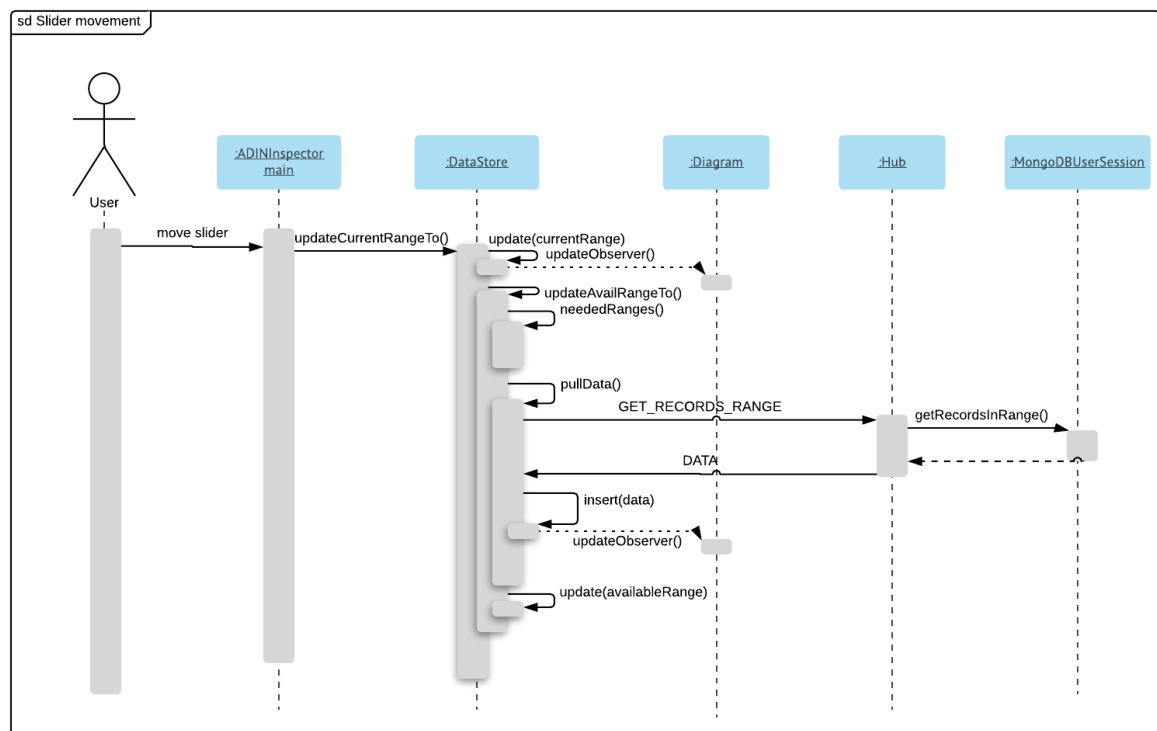 sd Slider movement
:ADINInspector
main
:DataStore
:Diagram
:Hub
:MongoDBUserSession
User
move slider
updateCurrentRangeTo()
update(currentRange)
updateObserver()
updateAvailRangeTo()
neededRanges()
pullData()
GET_RECORDS_RANGE
getRecordsInRange()
DATA
insert(data)
updateObserver()
update(availableRange)